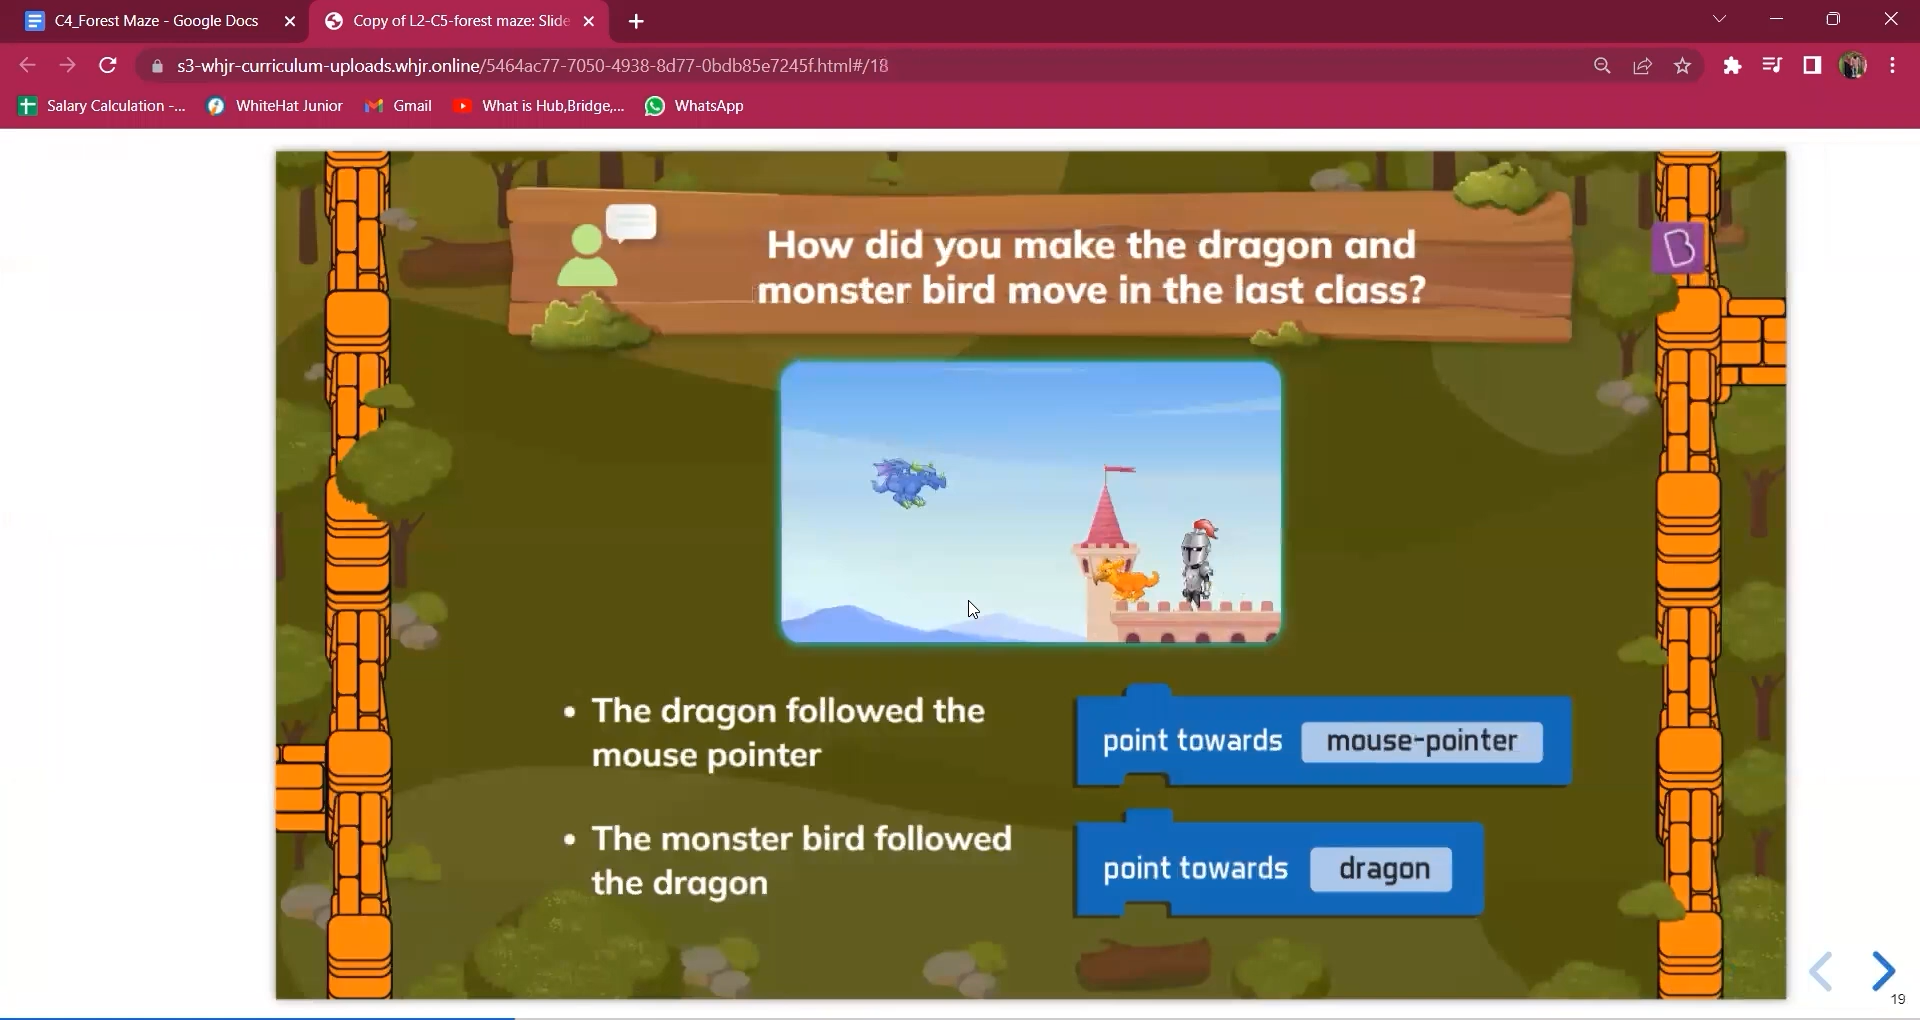 C4_Forest Maze - Google Docs
Copy of L2-C5-forest maze: Slide
s3-whjr-curriculum-uploads.whjr.online/5464ac77-7050-4938-8d77-0bdb85e7245f.html#/18
Salary Calculation -...
WhiteHat Junior
Gmail
What is Hub,Bridge,...
WhatsApp
How did you make the dragon and
monster bird move in the last class?
B
• The dragon followed the
mouse pointer
point towards mouse-pointer
• The monster bird followed
the dragon
point towards dragon
19